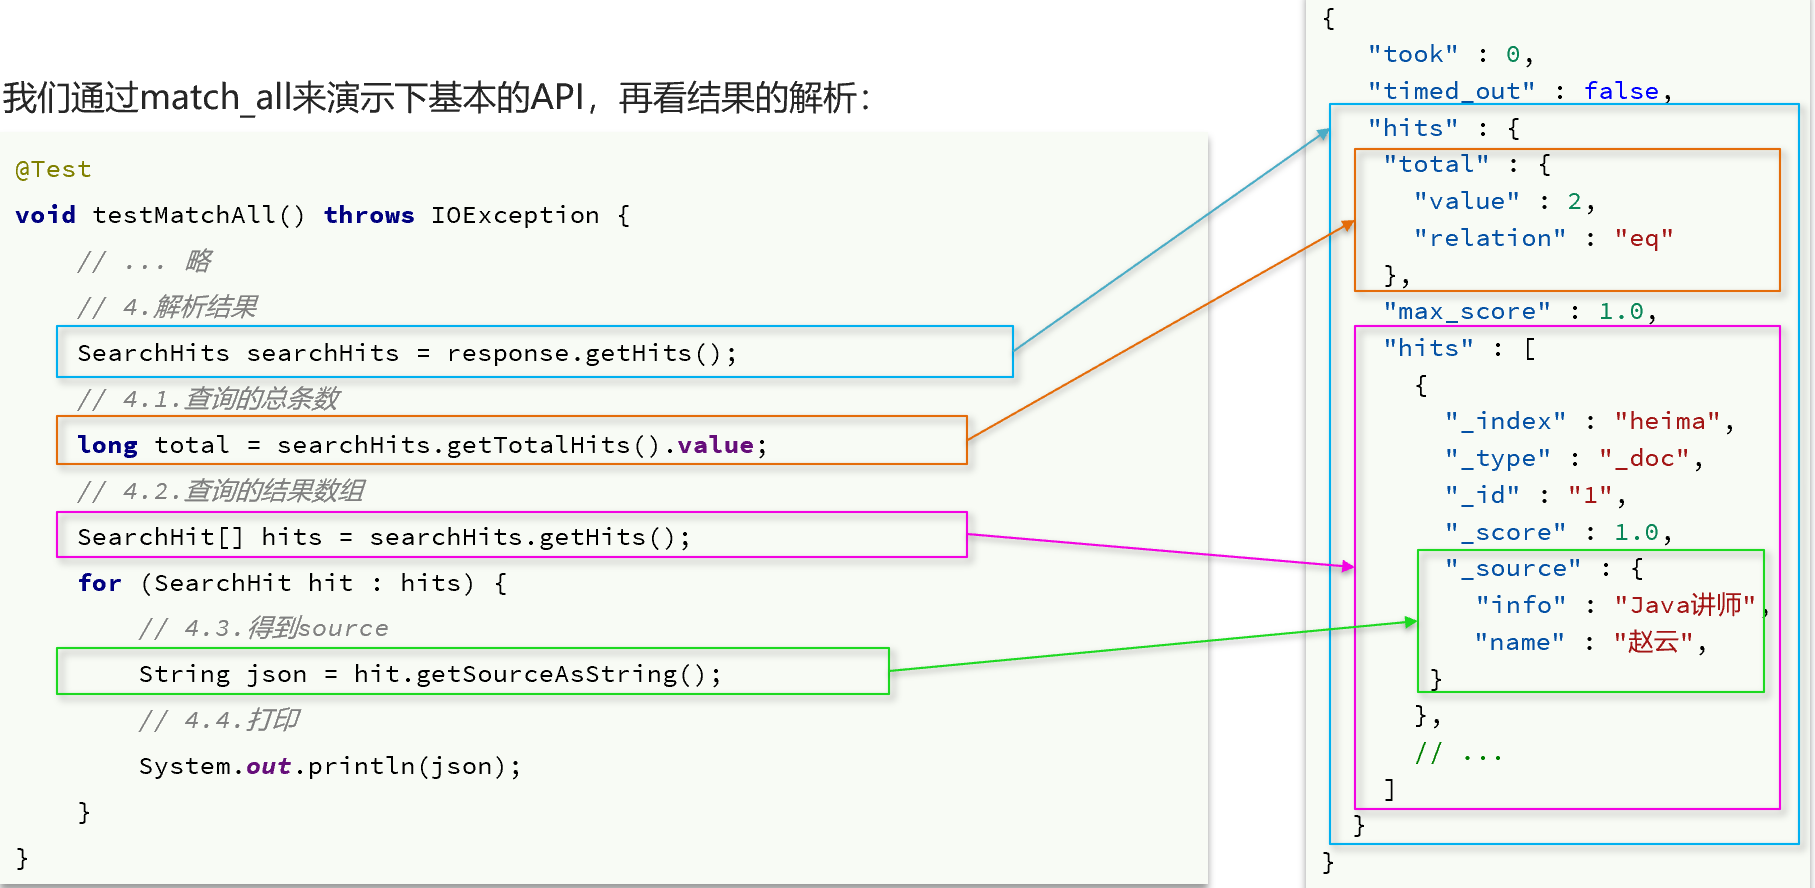 我们通过match_all来演示下基本的API，再看结果的解析：
@Test
void testMatchAll() throws IOException {
    // ... 略
    // 4.解析结果
    SearchHits searchHits = response.getHits();
    // 4.1.查询的总条数
    long total = searchHits.getTotalHits().value;
    // 4.2.查询的结果数组
    SearchHit[] hits = searchHits.getHits();
    for (SearchHit hit : hits) {
        // 4.3.得到source
        String json = hit.getSourceAsString();
        // 4.4.打印
        System.out.println(json);
    }
}
{
   "took" : 0,
   "timed_out" : false,
   "hits" : {
    "total" : {
      "value" : 2,
      "relation" : "eq"
    },
    "max_score" : 1.0,
    "hits" : [
      {
        "_index" : "heima",
        "_type" : "_doc",
        "_id" : "1",
        "_score" : 1.0,
        "_source" : {
          "info" : "Java讲师",
          "name" : "赵云",
       }
      },
      // ...
    ]
  }
}